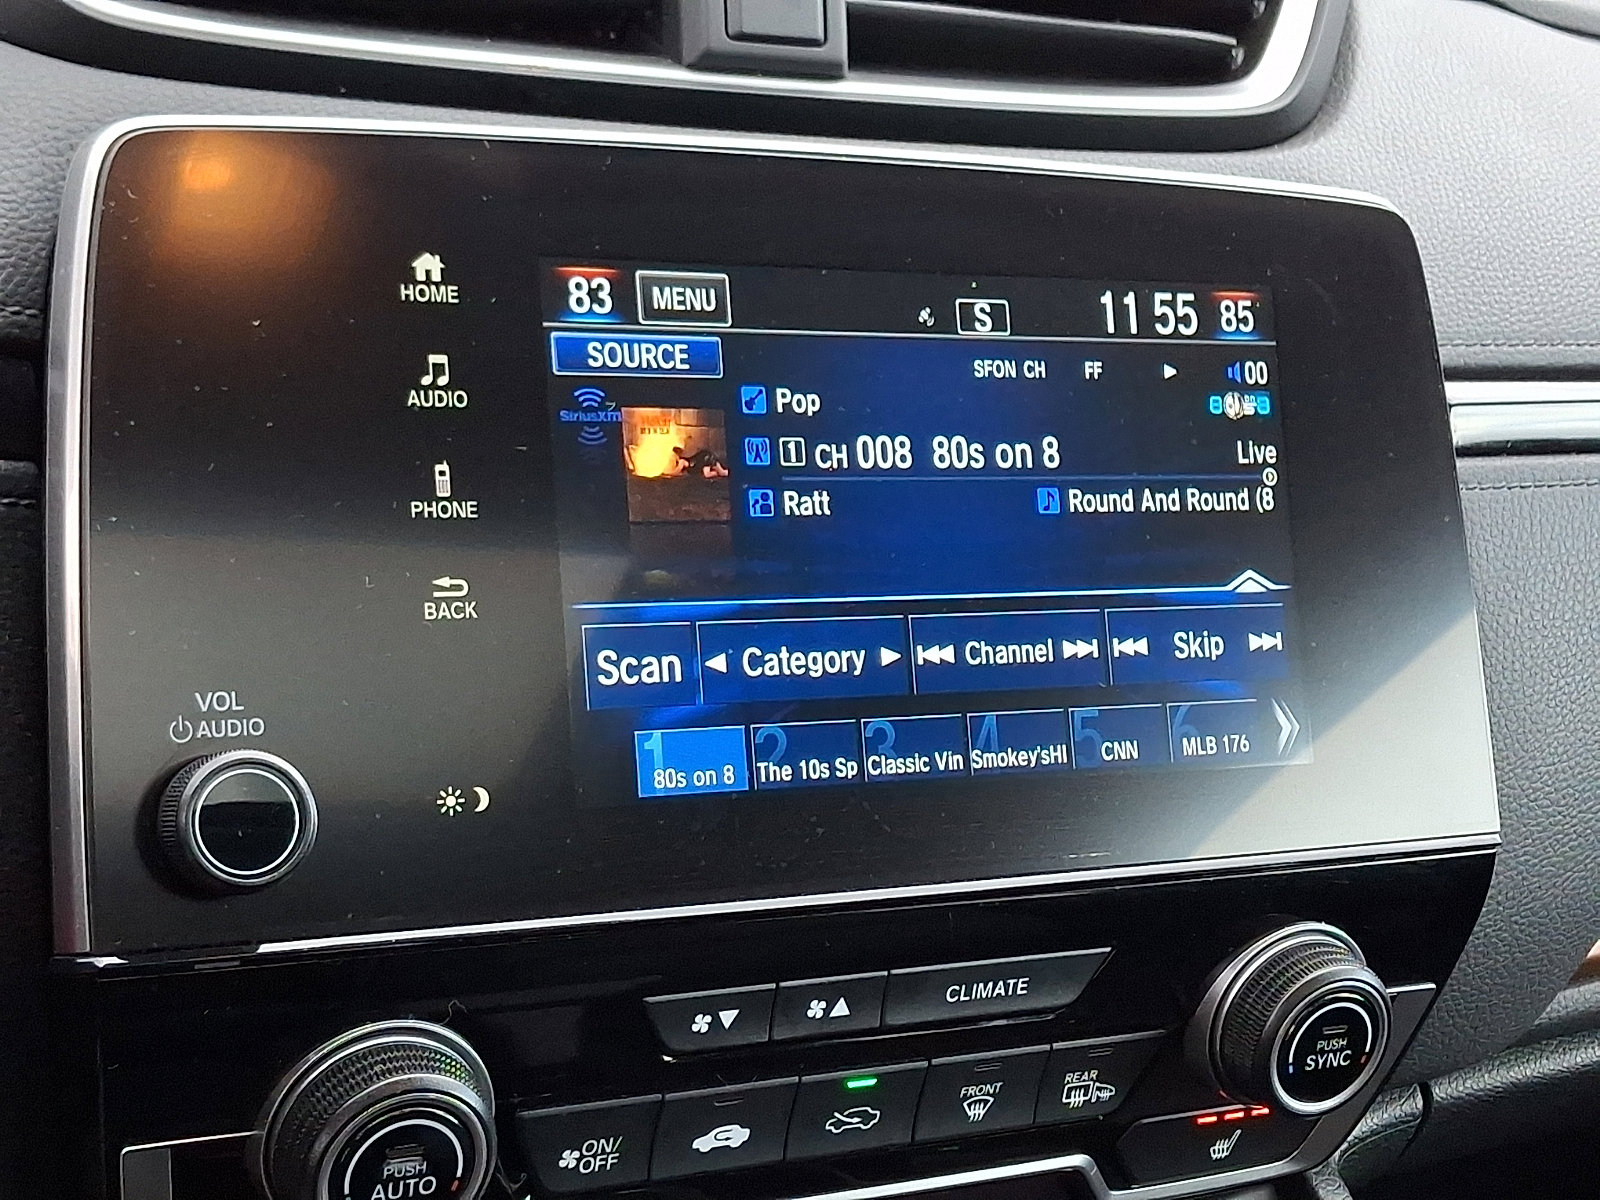 HOME
AUDIO
PHONE
BACK
VOL
AUDIO
83 MENU S 11 55 85
SOURCE SFON CH FF 00
SiriusXM Pop
1 CH 008 80s on 8 Live
Ratt Round And Round (8
Scan Category Channel Skip
1 80s on 8
2 The 10s Sp
3 Classic Vin
4 Smokey'sHI
5 CNN
6 MLB 176
CLIMATE
PUSH
AUTO
ON/
OFF
FRONT
REAR
PUSH
SYNC